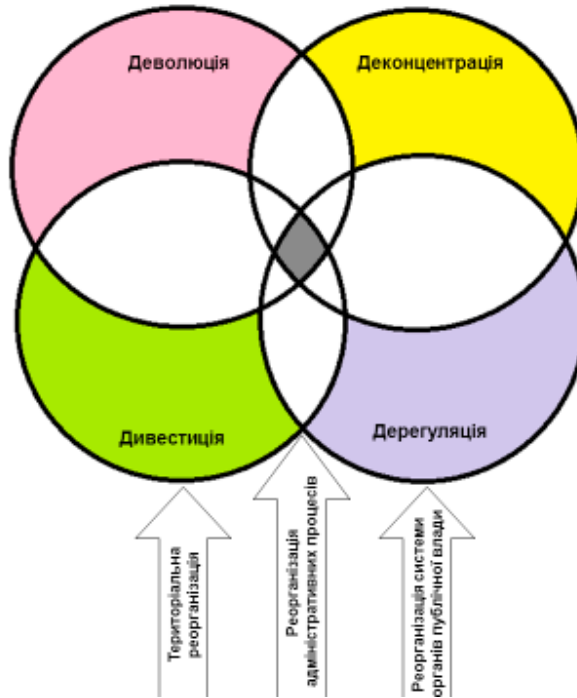 Деволюція
Деконцентрація
Дивестиція
Дерегуляція
Територіальна
реорганізація
Реорганізація
адміністративних процесів
Реорганізація системи
органів публічної влади